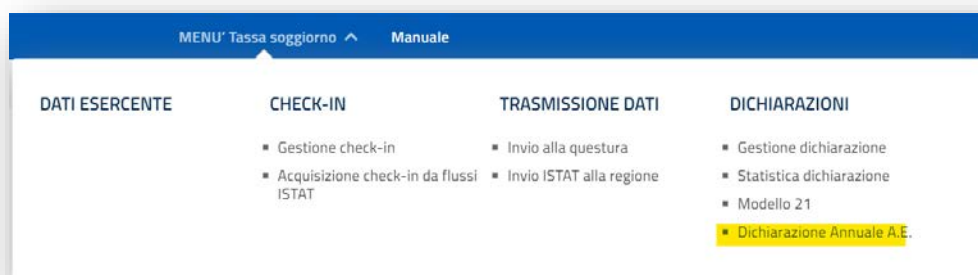 MENU' Tassa soggiorno Manuale
DATI ESERCENTE
CHECK-IN
Gestione check-in
Acquisizione check-in da flussi
ISTAT
TRASMISSIONE DATI
Invio alla questura
Invio ISTAT alla regione
DICHIARAZIONI
Gestione dichiarazione
Statistica dichiarazione
Modello 21
Dichiarazione Annuale A.E.